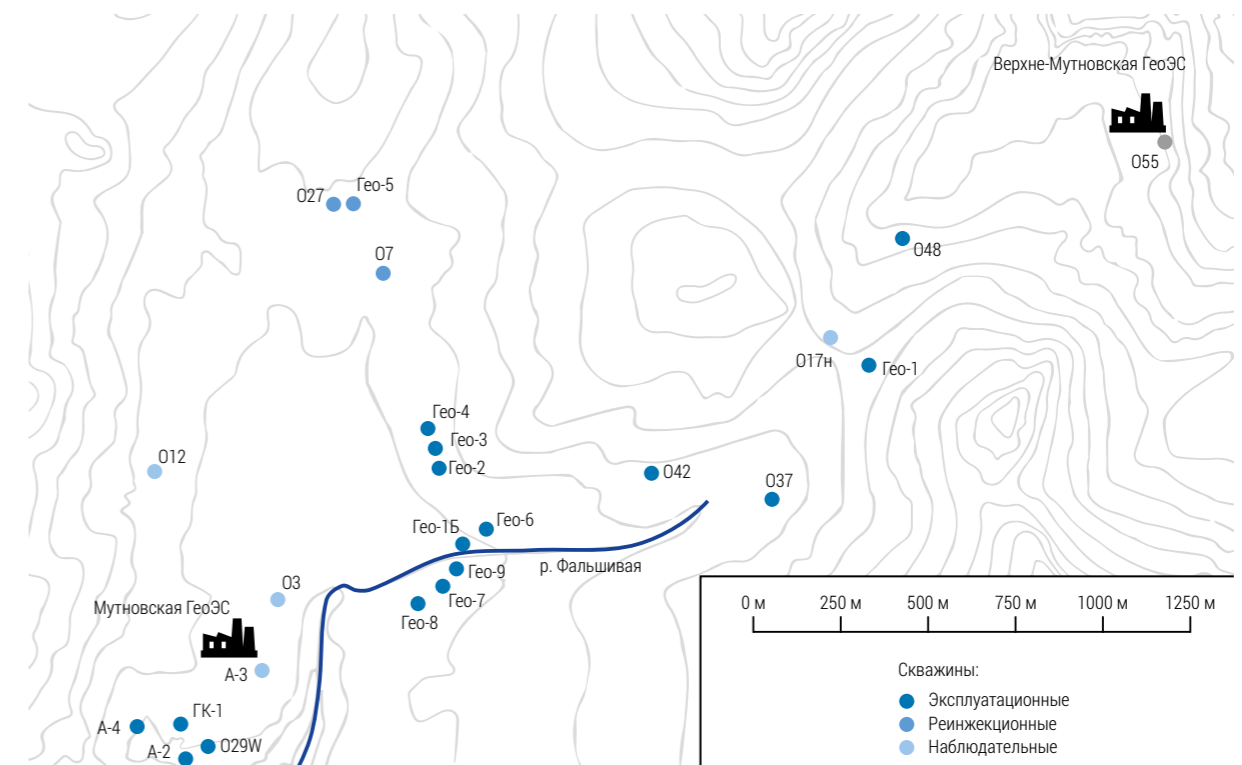 Верхне-Мутновская ГеоЭС
О55
О27
Гео-5
О48
О7
О17н
Гео-1
Гео-4
Гео-3
О12
Гео-2
О42
О37
Гео-1Б
Гео-6
р. Фальшивая
Гео-9
О3
Гео-7
Мутновская ГеоЭС
Гео-8
0 м 250 м 500 м 750 м 1000 м 1250 м
А-3
Скважины:
Эксплуатационные
Реинжекционные
Наблюдательные
ГК-1
А-4
О29W
А-2